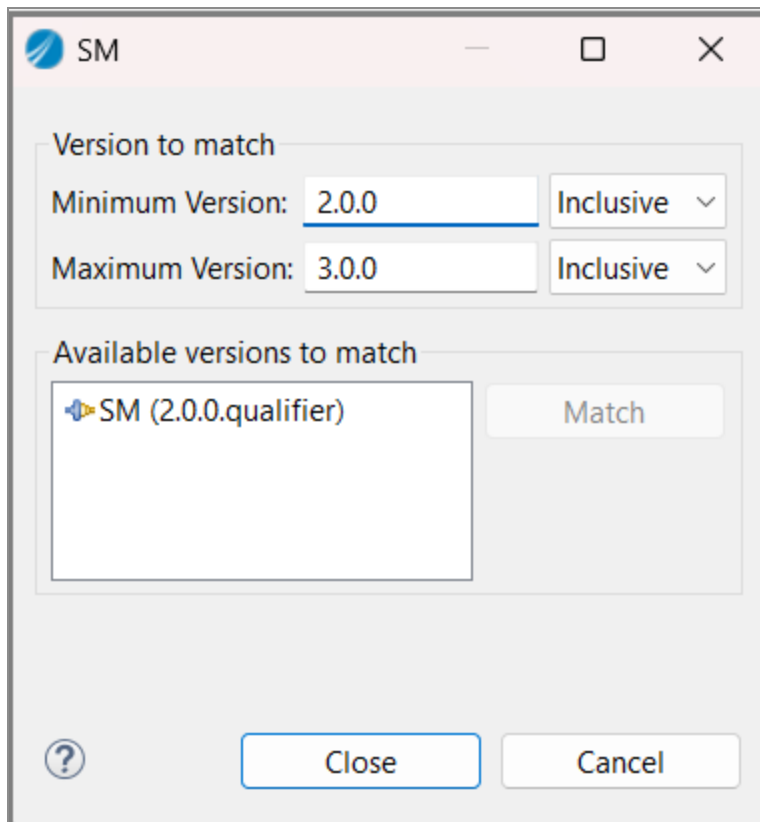 SM
Version to match
Minimum Version: 2.0.0 Inclusive
Maximum Version: 3.0.0 Inclusive
Available versions to match
SM (2.0.0.qualifier) Match
? Close Cancel